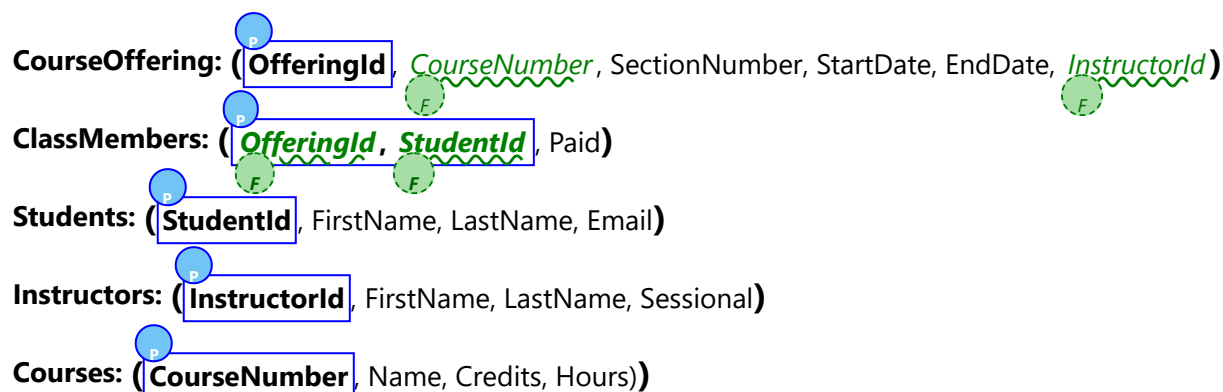 P
CourseOffering: (OfferingId, CourseNumber, SectionNumber, StartDate, EndDate, InstructorId)
F F
P
ClassMembers: (OfferingId, StudentId, Paid)
F F
P
Students: (StudentId, FirstName, LastName, Email)
P
Instructors: (InstructorId, FirstName, LastName, Sessional)
P
Courses: (CourseNumber, Name, Credits, Hours))